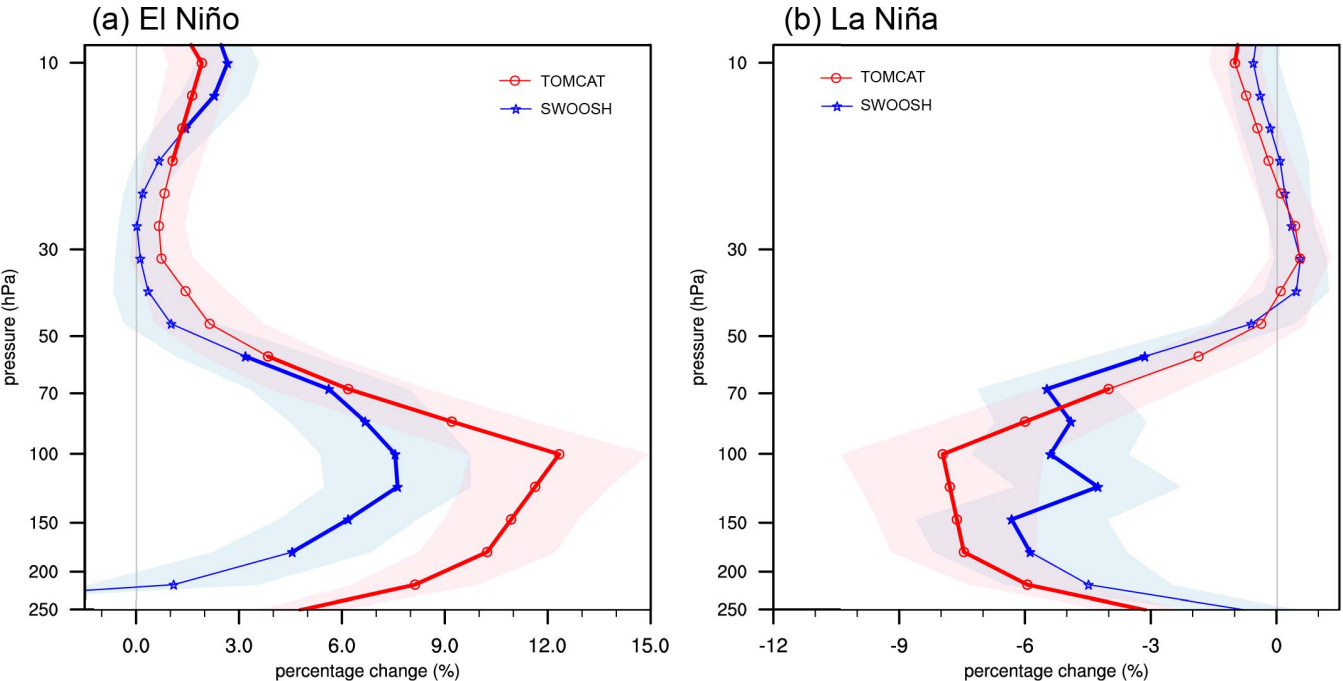 (a) El Niño
10
30
50
70
100
150
200
250
pressure (hPa)
TOMCAT
SWOOSH
0.0 3.0 6.0 9.0 12.0 15.0
percentage change (%)
(b) La Niña
10
30
50
70
100
150
200
250
pressure (hPa)
TOMCAT
SWOOSH
-12 -9 -6 -3 0
percentage change (%)